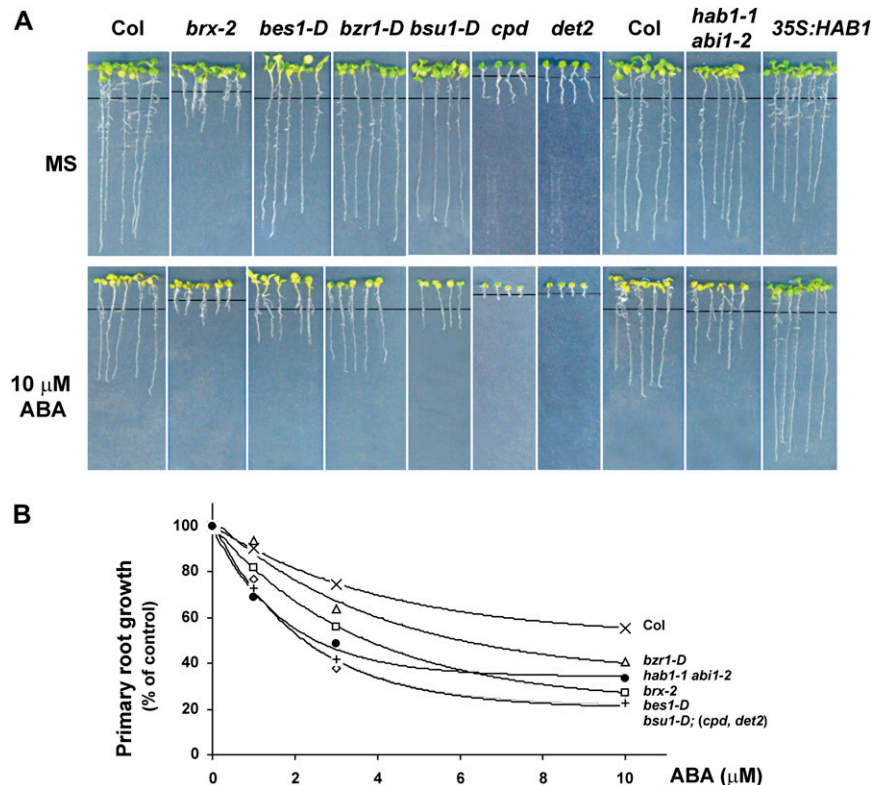 A
Col brx-2 bes1-D bzr1-D bsu1-D cpd det2 Col hab1-1 abi1-2 35S:HAB1
MS
10 μM
ABA
B
Primary root growth
(% of control)
100
80
60
40
20
0
0 2 4 6 8 10 ABA (μM)
Col
bzr1-D
hab1-1 abi1-2
brx-2
bes1-D
bsu1-D; (cpd, det2)